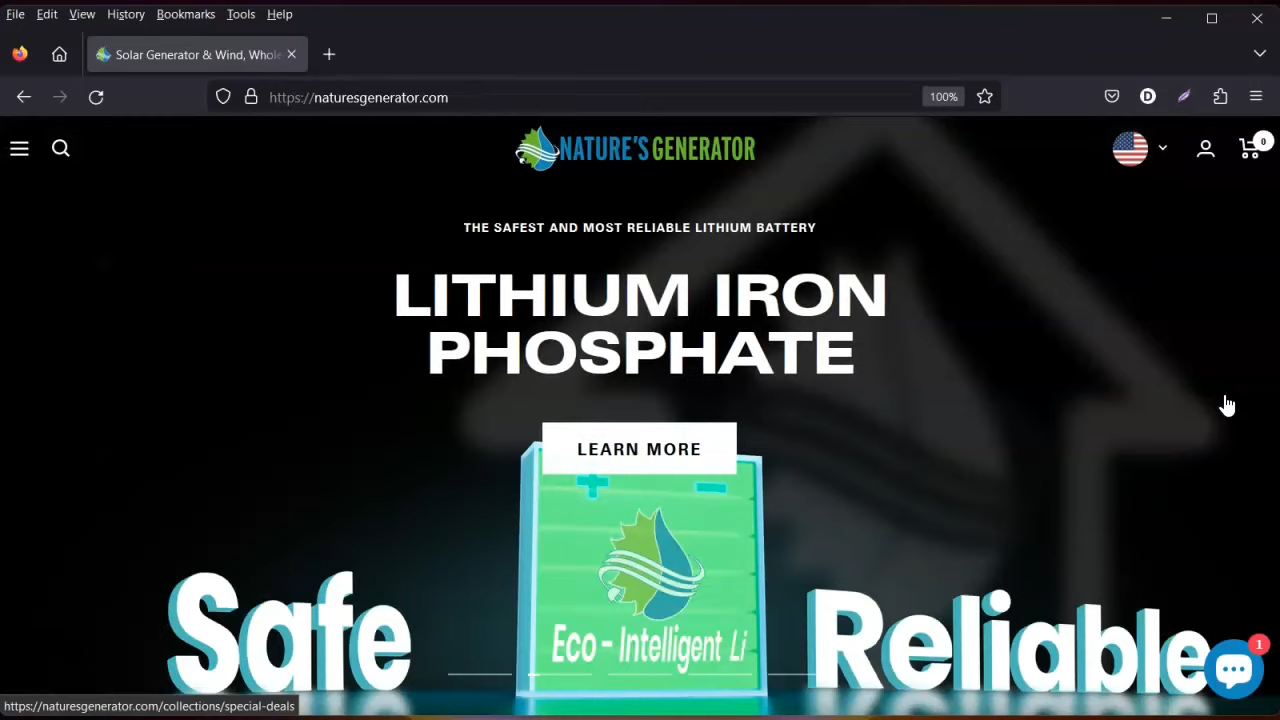 File Edit View History Bookmarks Tools Help
Solar Generator & Wind, Whole
https://naturesgenerator.com
100%
D
NATURE'S GENERATOR
0
THE SAFEST AND MOST RELIABLE LITHIUM BATTERY
LITHIUM IRON
PHOSPHATE
LEARN MORE
+ -
Eco - Intelligent Li
Safe
Reliable
1
https://naturesgenerator.com/collections/special-deals